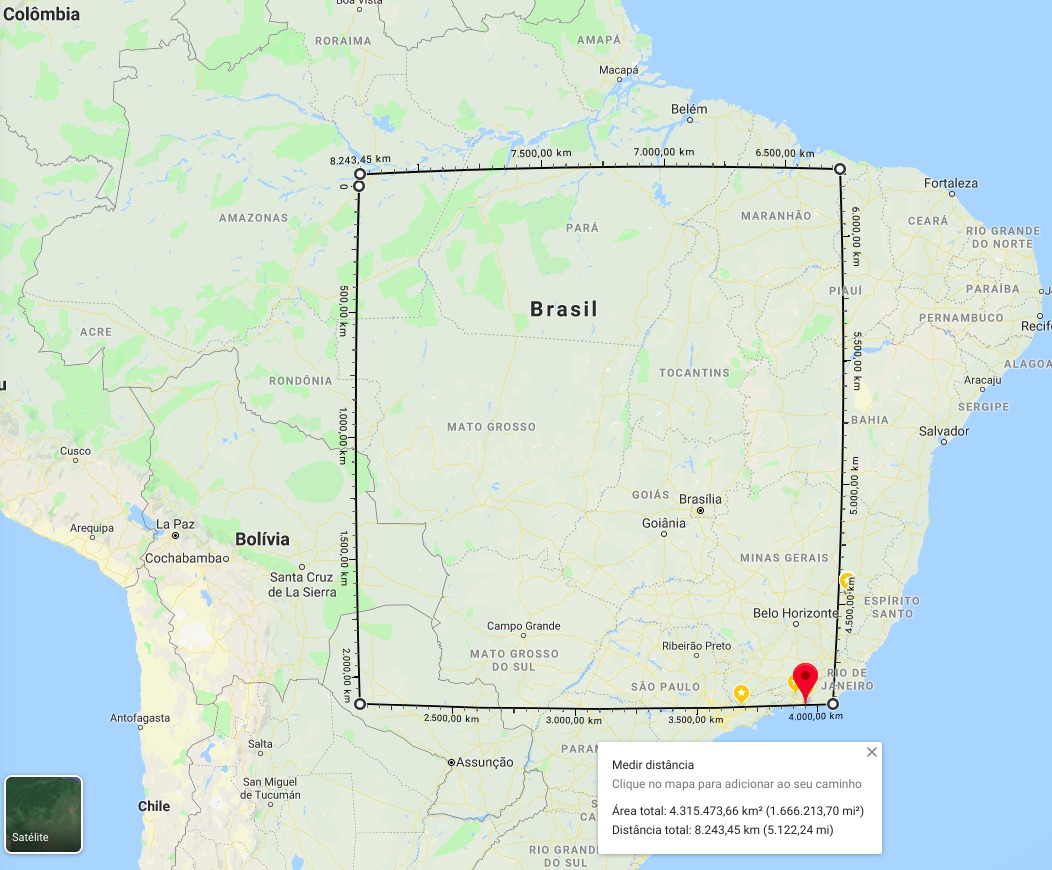 Colômbia
Boa Vista
RORAIMA
AMAPÁ
Macapá
Belém
8.243,45 km
7.500,00 km
7.000,00 km
6.500,00 km
0
Fortaleza
AMAZONAS
PARÁ
MARANHÃO
6.000,00 km
CEARÁ
RIO GRANDE
DO NORTE
500,00 km
Brasil
PIAUÍ
PARAÍBA
PERNAMBUCO
Recif
ACRE
5.500,00 km
ALAGOA
RONDÔNIA
TOCANTINS
Aracaju
SERGIPE
1.000,00 km
MATO GROSSO
BAHIA
Salvador
Cusco
5.000,00 km
GOIÁS
Brasília
Goiânia
Arequipa
La Paz
Bolívia
1.500,00 km
Cochabamba
MINAS GERAIS
Santa Cruz
de La Sierra
4.500,00 km
ESPÍRITO
SANTO
Belo Horizonte
Campo Grande
Ribeirão Preto
MATO GROSSO
DO SUL
2.000,00 km
SÃO PAULO
RIO DE
JANEIRO
2.500,00 km
3.000,00 km
3.500,00 km
4.000,00 km
Antofagasta
Salta
Assunção
PARAN
San Miguel
de Tucumán
Chile
Satélite
Medir distância
Clique no mapa para adicionar ao seu caminho
Área total: 4.315.473,66 km² (1.666.213,70 mi²)
Distância total: 8.243,45 km (5.122,24 mi)
S
CA
RIO GRAND
DO SUL